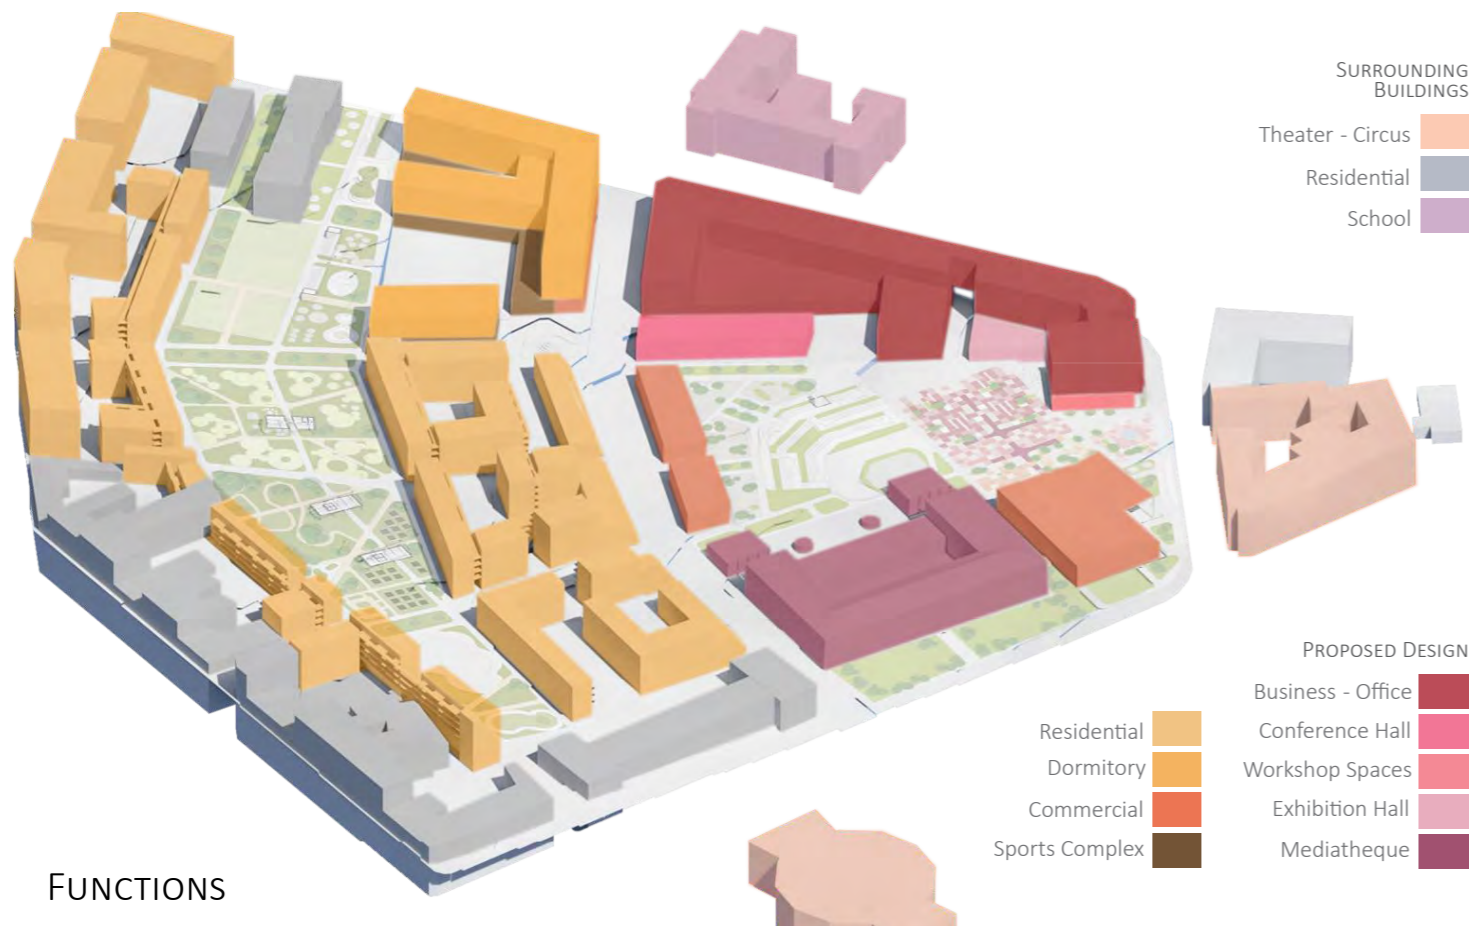 SURROUNDING
BUILDINGS
Theater - Circus
Residential
School
PROPOSED DESIGN
Business - Office
Conference Hall
Workshop Spaces
Exhibition Hall
Mediatheque
Residential
Dormitory
Commercial
Sports Complex
FUNCTIONS